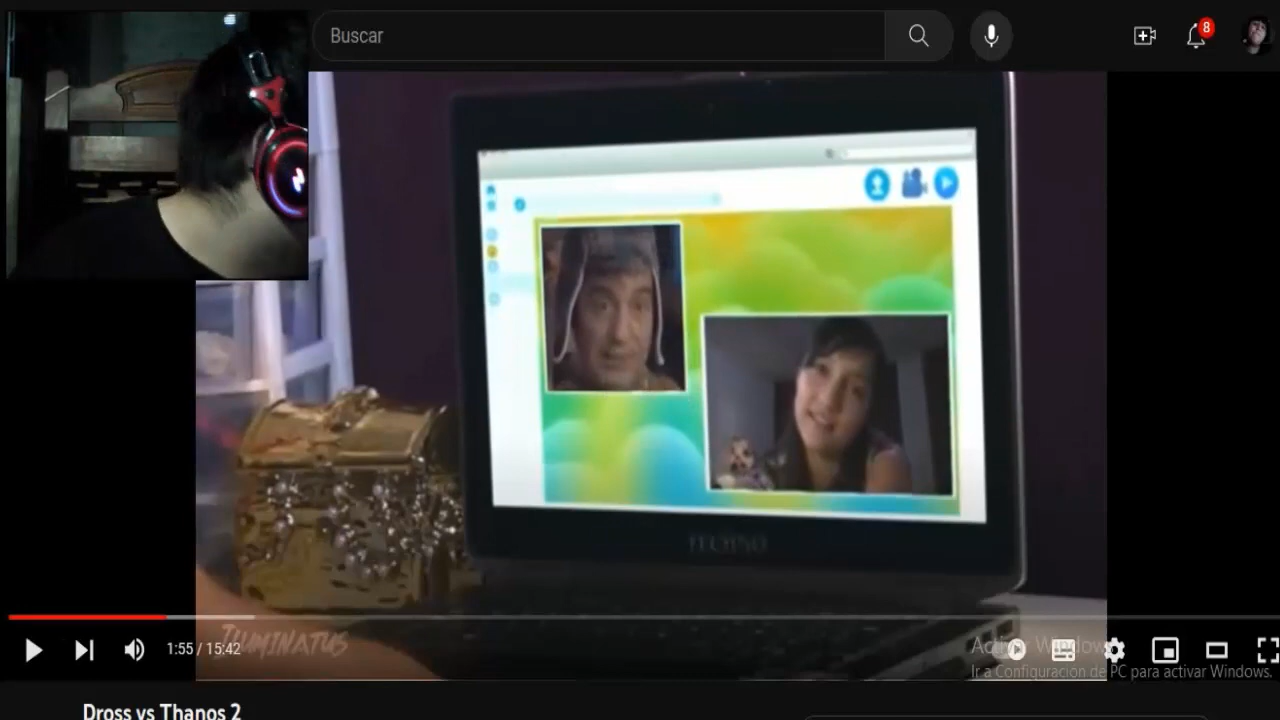 Buscar
8
ILUMINATUS
1:55 / 15:42
Activar Windows
Ir a Configuración de PC para activar Windows.
Dross vs Thanos 2